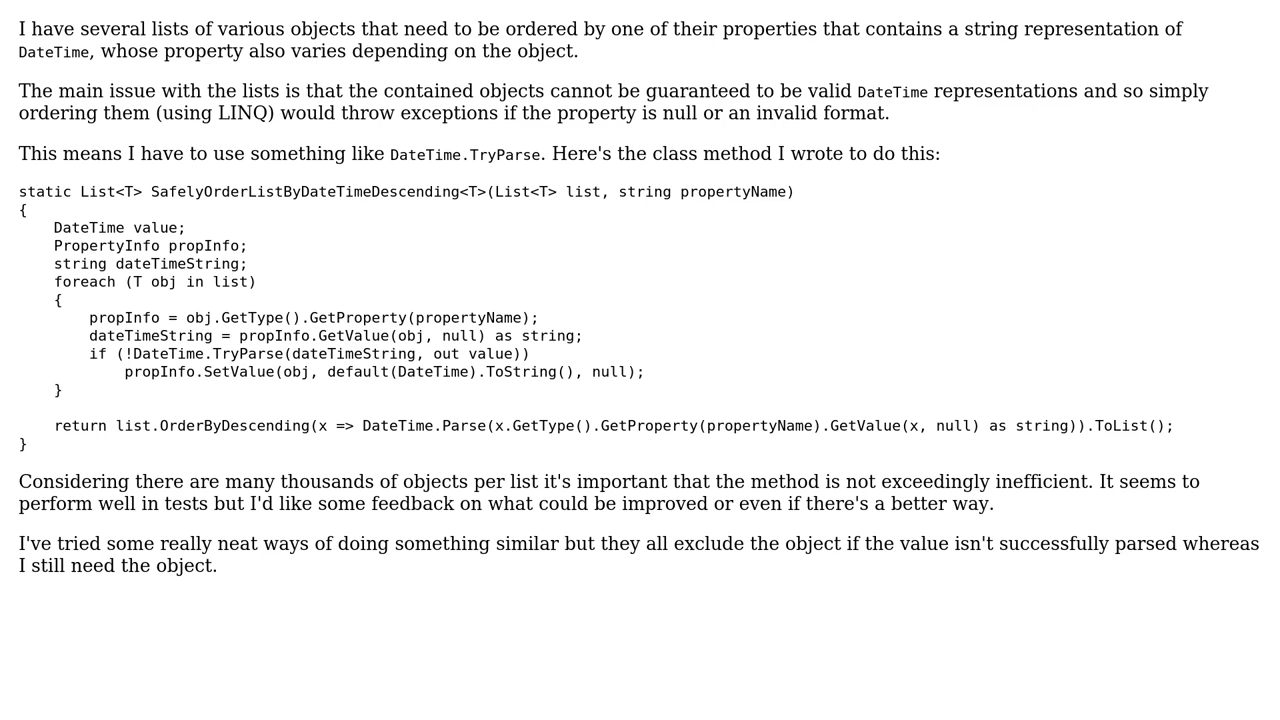 I have several lists of various objects that need to be ordered by one of their properties that contains a string representation of
DateTime, whose property also varies depending on the object.
The main issue with the lists is that the contained objects cannot be guaranteed to be valid DateTime representations and so simply
ordering them (using LINQ) would throw exceptions if the property is null or an invalid format.
This means I have to use something like DateTime.TryParse. Here's the class method I wrote to do this:
static List<T> SafelyOrderListByDateTimeDescending<T>(List<T> list, string propertyName)
{
    DateTime value;
    PropertyInfo propInfo;
    string dateTimeString;
    foreach (T obj in list)
    {
        propInfo = obj.GetType().GetProperty(propertyName);
        dateTimeString = propInfo.GetValue(obj, null) as string;
        if (!DateTime.TryParse(dateTimeString, out value))
            propInfo.SetValue(obj, default(DateTime).ToString(), null);
    }
    return list.OrderByDescending(x => DateTime.Parse(x.GetType().GetProperty(propertyName).GetValue(x, null) as string)).ToList();
}
Considering there are many thousands of objects per list it's important that the method is not exceedingly inefficient. It seems to
perform well in tests but I'd like some feedback on what could be improved or even if there's a better way.
I've tried some really neat ways of doing something similar but they all exclude the object if the value isn't successfully parsed whereas
I still need the object.